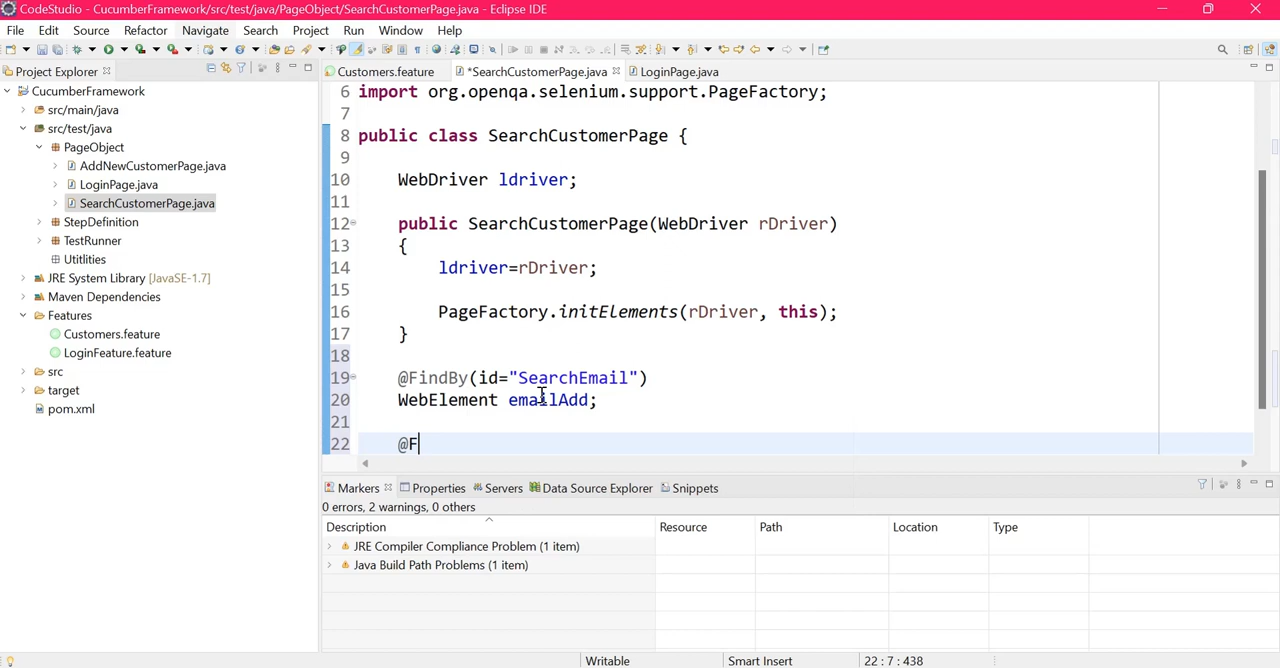 CodeStudio - CucumberFramework/src/test/java/PageObject/SearchCustomerPage.java - Eclipse IDE
File Edit Source Refactor Navigate Search Project Run Window Help
Project Explorer
CucumberFramework
src/main/java
src/test/java
PageObject
AddNewCustomerPage.java
LoginPage.java
SearchCustomerPage.java
StepDefinition
TestRunner
Utitlities
JRE System Library [JavaSE-1.7]
Maven Dependencies
Features
Customers.feature
LoginFeature.feature
src
target
pom.xml
Customers.feature *SearchCustomerPage.java LoginPage.java
6 import org.openqa.selenium.support.PageFactory;
7
8 public class SearchCustomerPage {
9
10 WebDriver ldriver;
11
12 public SearchCustomerPage(WebDriver rDriver)
13 {
14 ldriver=rDriver;
15
16 PageFactory.initElements(rDriver, this);
17 }
18
19 @FindBy(id="SearchEmail")
20 WebElement emailAdd;
21
22 @F
Markers Properties Servers Data Source Explorer Snippets
0 errors, 2 warnings, 0 others
Description Resource Path Location Type
JRE Compiler Compliance Problem (1 item)
Java Build Path Problems (1 item)
Writable Smart Insert 22 : 7 : 438